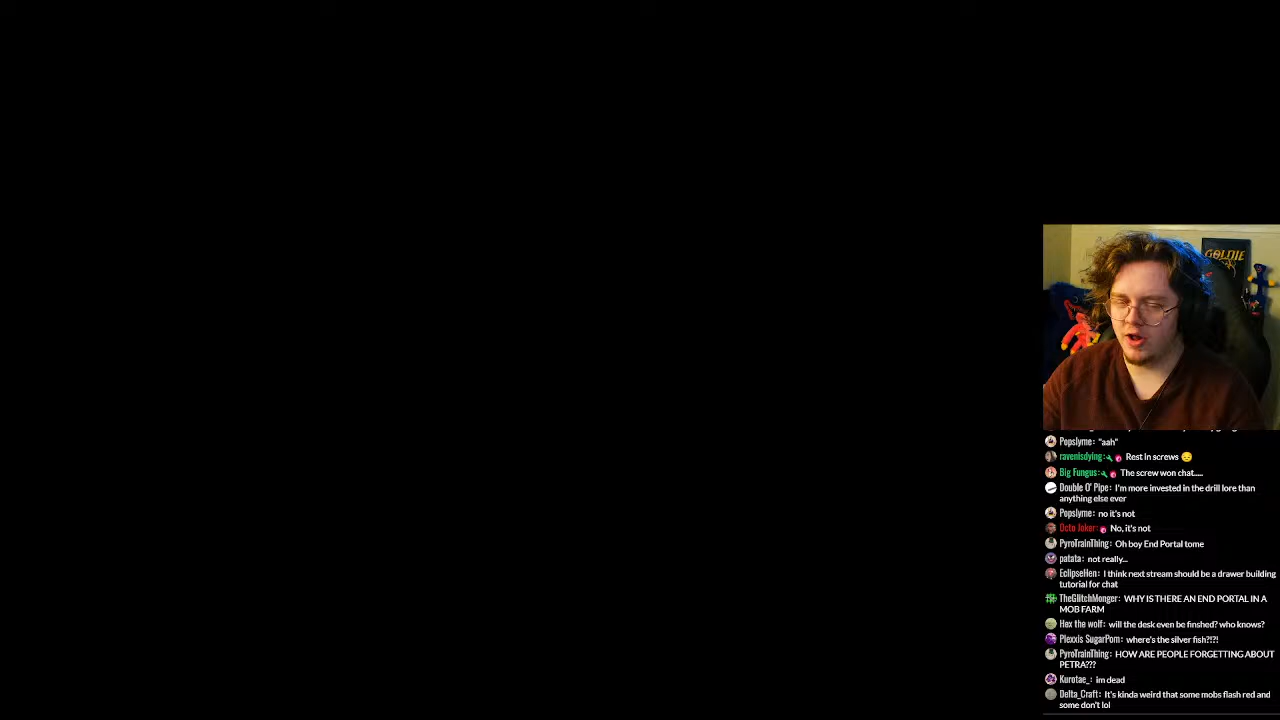 GOLDIE
Popslyme: "aah"
ravenisdying: Rest in screws 😔
Big Fungus: The screw won chat.....
Double O' Pipe: I'm more invested in the drill lore than
anything else ever
Popslyme: no it's not
Octo Joker: No, it's not
PyroTrainThing: Oh boy End Portal tome
patata: not really...
EclipseHen: I think next stream should be a drawer building
tutorial for chat
TheGlitchMonger: WHY IS THERE AN END PORTAL IN A
MOB FARM
Hex the wolf: will the desk even be finshed? who knows?
Plexxis SugarPom: where's the silver fish?!?!
PyroTrainThing: HOW ARE PEOPLE FORGETTING ABOUT
PETRA???
Kurotae_: im dead
Delta_Craft: It's kinda weird that some mobs flash red and
some don't lol